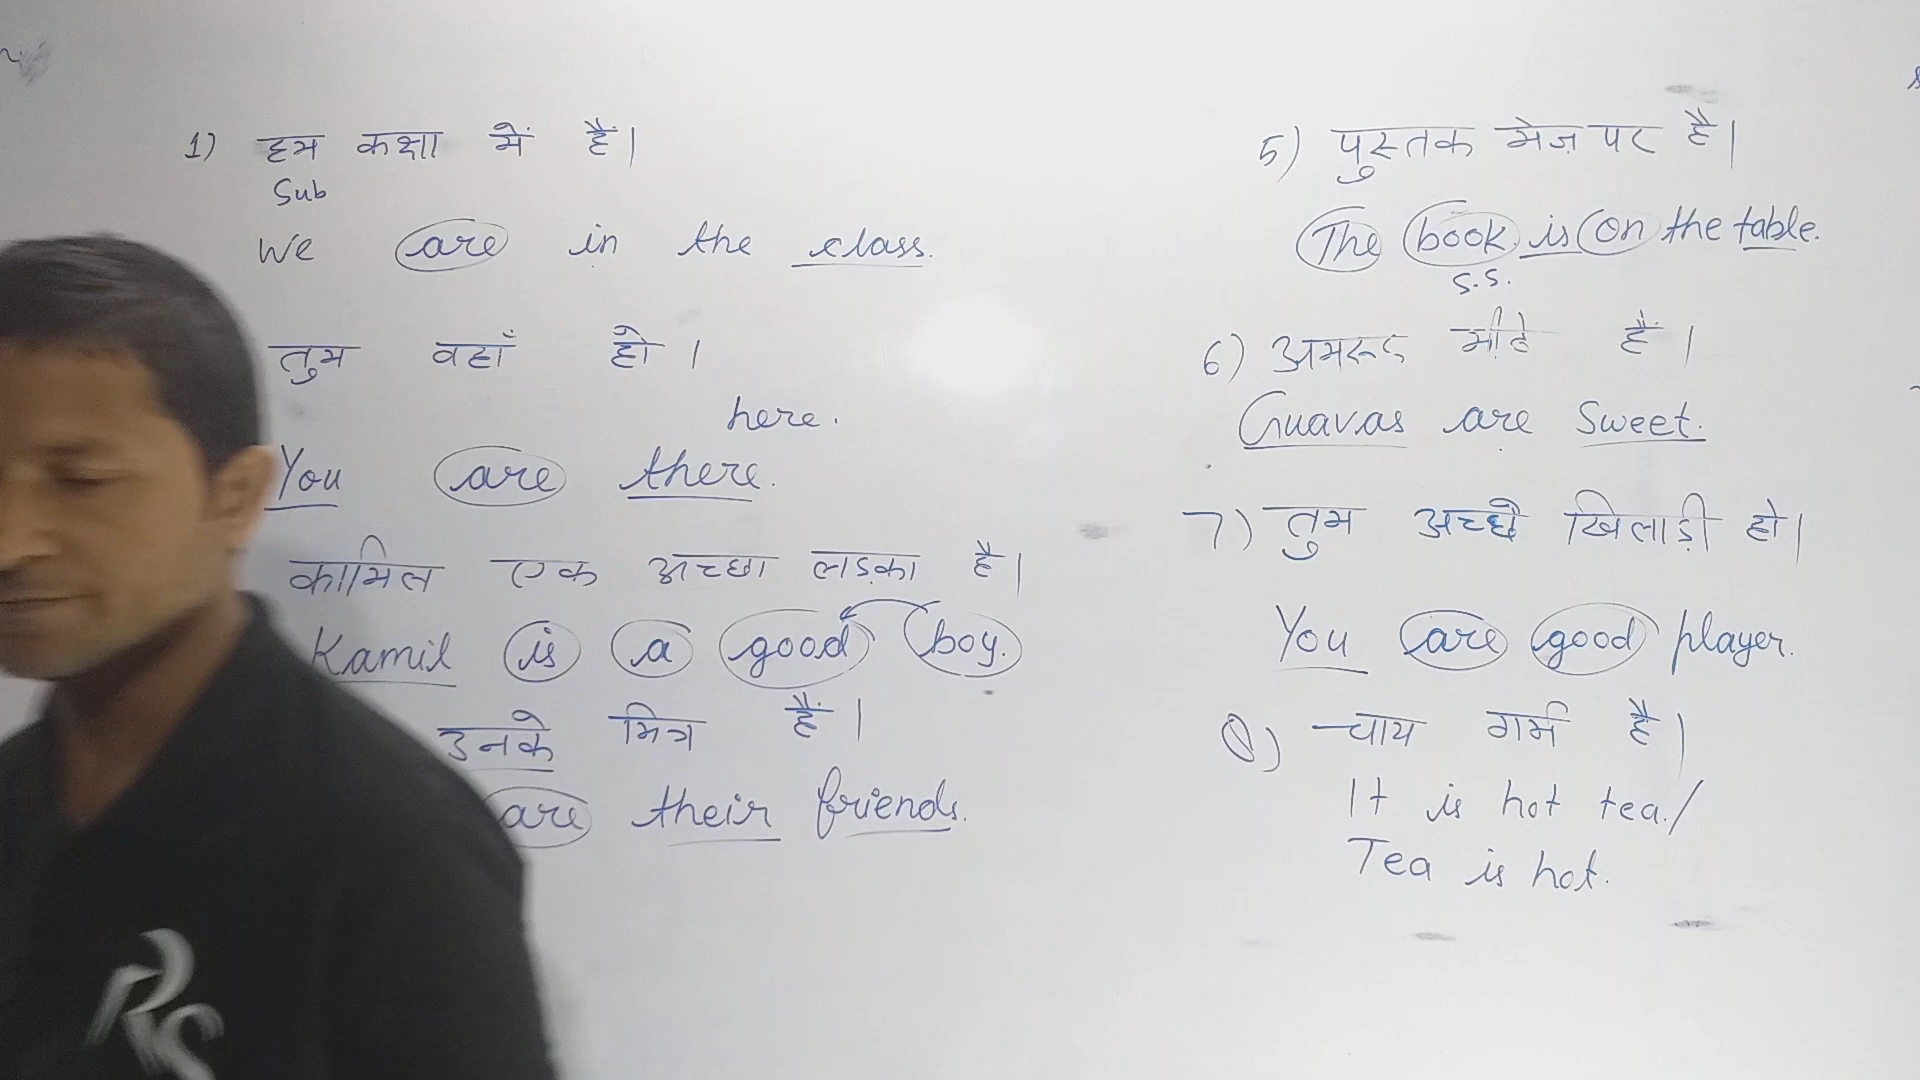 1) हम कक्षा में हैं।
Sub
We are in the class.
तुम वहाँ हो।
here.
You are there.
कामिल एक अच्छा लड़का है।
Kamil is a good boy.
उनके मित्र हैं।
are their friends.
5) पुस्तक मेज़ पर है।
The book is on the table.
S.S.
6) अमरूद मीठे हैं।
Guavas are sweet.
7) तुम अच्छे खिलाड़ी हो।
You are good player.
8) चाय गर्म है।
It is hot tea./
Tea is hot.